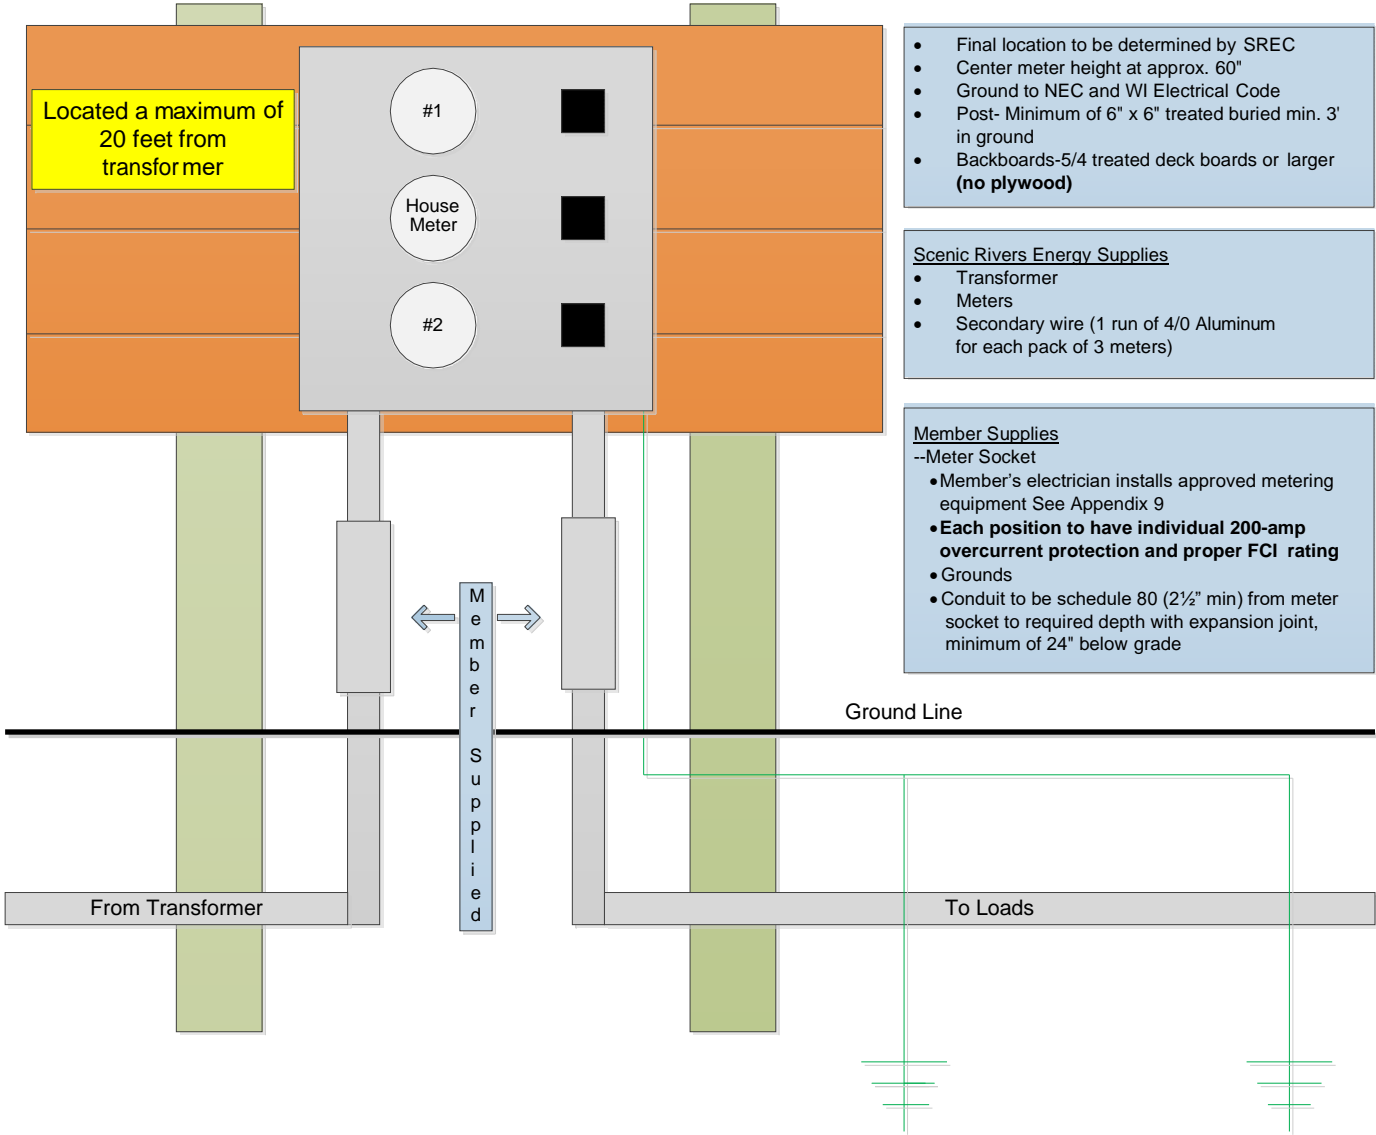 Located a maximum of
20 feet from
transformer
#1
House
Meter
#2
• Final location to be determined by SREC
• Center meter height at approx. 60"
• Ground to NEC and WI Electrical Code
• Post- Minimum of 6" x 6" treated buried min. 3'
in ground
• Backboards-5/4 treated deck boards or larger
(no plywood)
Scenic Rivers Energy Supplies
• Transformer
• Meters
• Secondary wire (1 run of 4/0 Aluminum
for each pack of 3 meters)
Member Supplies
--Meter Socket
• Member’s electrician installs approved metering
equipment See Appendix 9
• Each position to have individual 200-amp
overcurrent protection and proper FCI rating
• Grounds
• Conduit to be schedule 80 (2½” min) from meter
socket to required depth with expansion joint,
minimum of 24" below grade
Member Supplied
Ground Line
From Transformer
To Loads